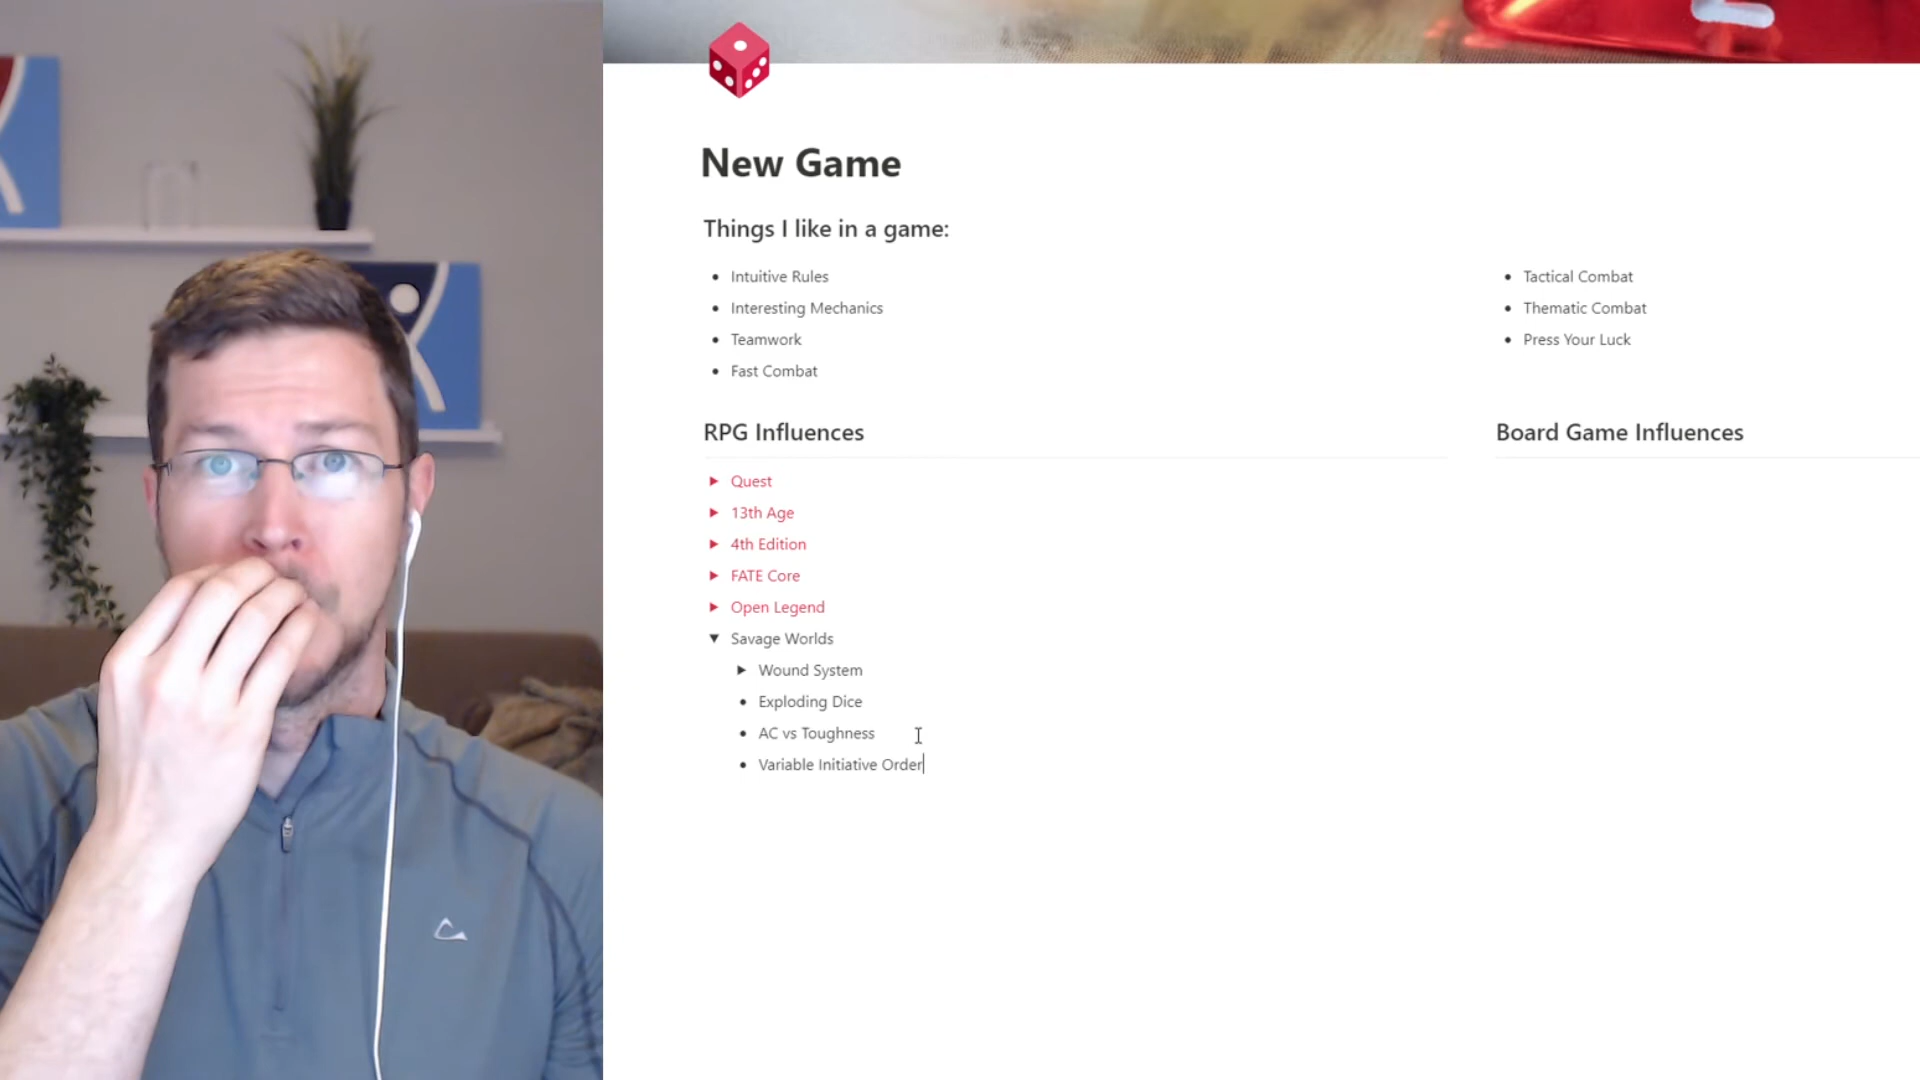 New Game
Things I like in a game:
Intuitive Rules
Interesting Mechanics
Teamwork
Fast Combat
Tactical Combat
Thematic Combat
Press Your Luck
RPG Influences
Quest
13th Age
4th Edition
FATE Core
Open Legend
Savage Worlds
Wound System
Exploding Dice
AC vs Toughness
Variable Initiative Order
Board Game Influences